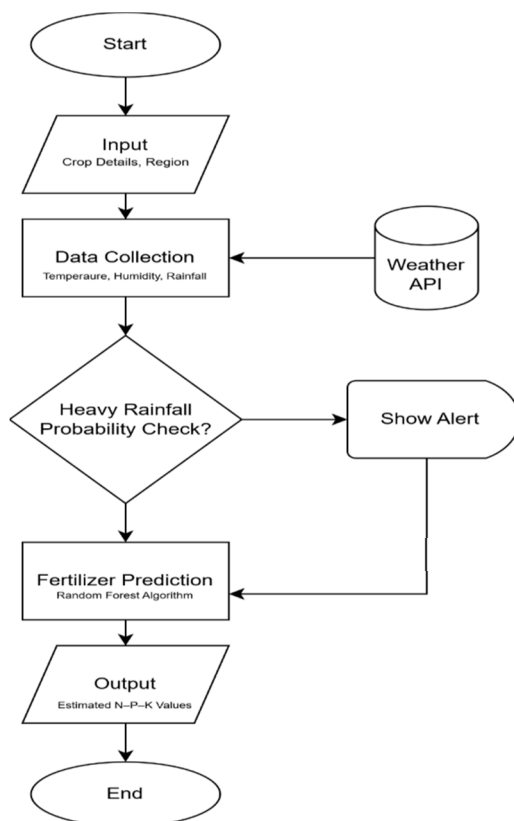 Start
Input
Crop Details, Region
Data Collection
Temperaure, Humidity, Rainfall
Weather
API
Heavy Rainfall
Probability Check?
Show Alert
Fertilizer Prediction
Random Forest Algorithm
Output
Estimated N–P–K Values
End